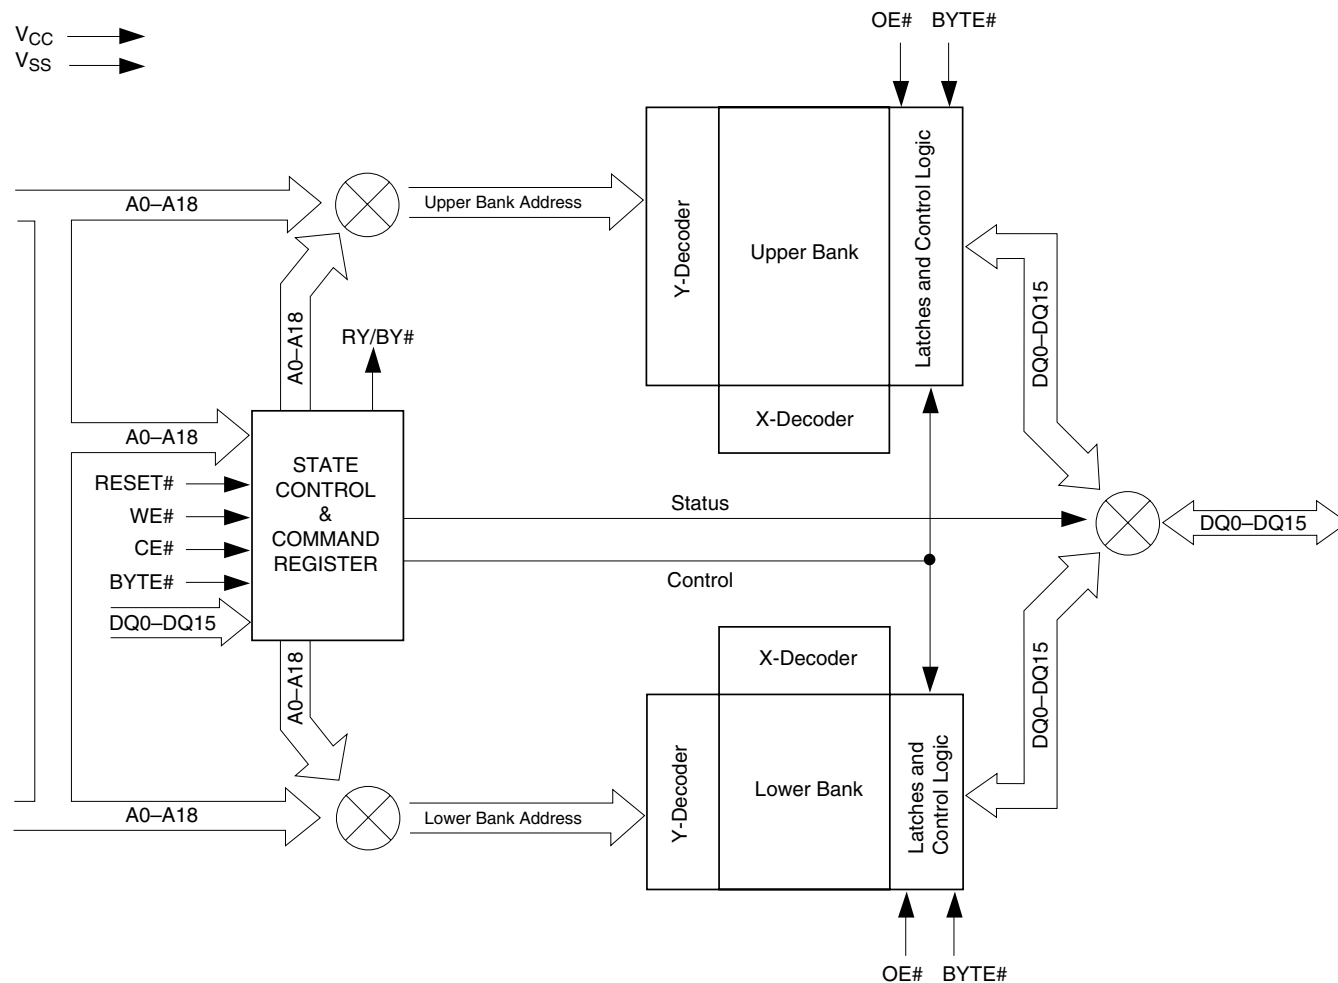 VCC
VSS
OE# BYTE#
A0–A18
Upper Bank Address
Y-Decoder
Upper Bank
Latches and Control Logic
X-Decoder
DQ0–DQ15
A0–A18
RY/BY#
A0–A18
RESET#
WE#
CE#
BYTE#
DQ0–DQ15
STATE
CONTROL
&
COMMAND
REGISTER
Status
Control
DQ0–DQ15
A0–A18
X-Decoder
DQ0–DQ15
A0–A18
Lower Bank Address
Y-Decoder
Lower Bank
Latches and
Control Logic
OE# BYTE#